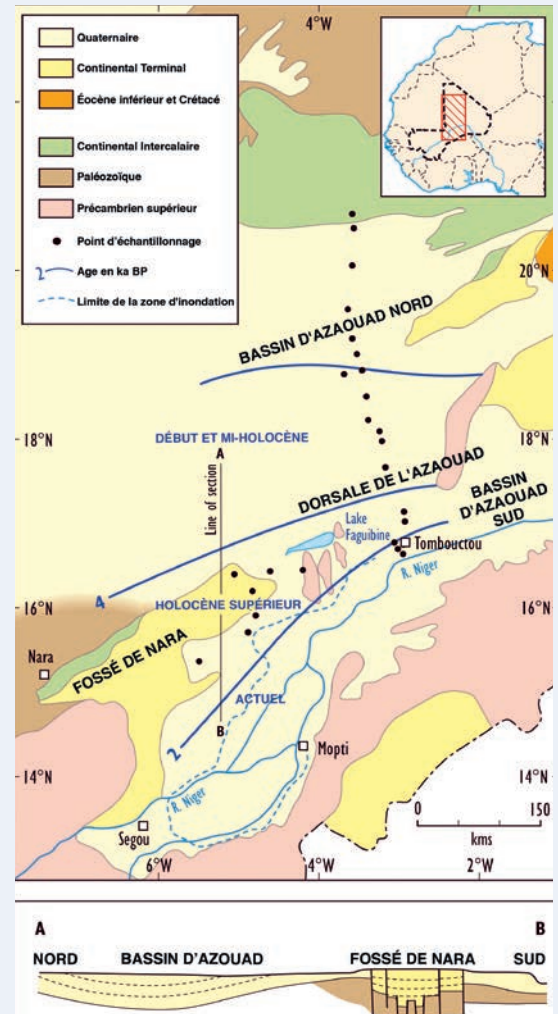 Quaternaire
Continental Terminal
Éocène inférieur et Crétacé
Continental Intercalaire
Paléozoïque
Précambrien supérieur
Point d'échantillonnage
2 Age en ka BP
Limite de la zone d'inondation
4°W
20°N
BASSIN D'AZAOUAD NORD
18°N
18°N
DÉBUT ET MI-HOLOCÈNE
A
Line of section
DORSALE DE L'AZAOUAD
BASSIN
D'AZAOUAD
SUD
Lake
Faguibine
Tombouctou
R. Niger
4
16°N
16°N
HOLOCÈNE SUPÉRIEUR
Nara
FOSSÉ DE NARA
ACTUEL
2
B
Mopti
14°N
14°N
R. Niger
Segou
0
150
kms
6°W
4°W
2°W
A
B
NORD
BASSIN D'AZOUAD
FOSSÉ DE NARA
SUD